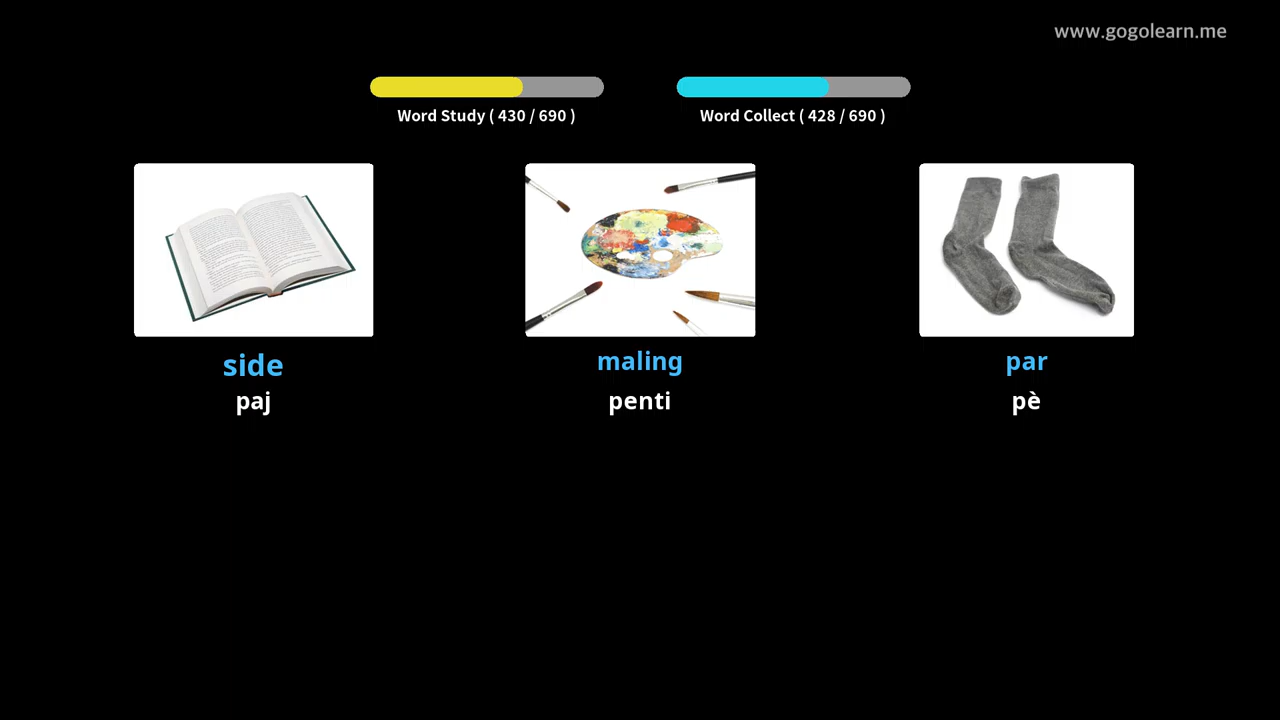 www.gogolearn.me
Word Study ( 430 / 690 )
Word Collect ( 428 / 690 )
side
maling
par
paj
penti
pè